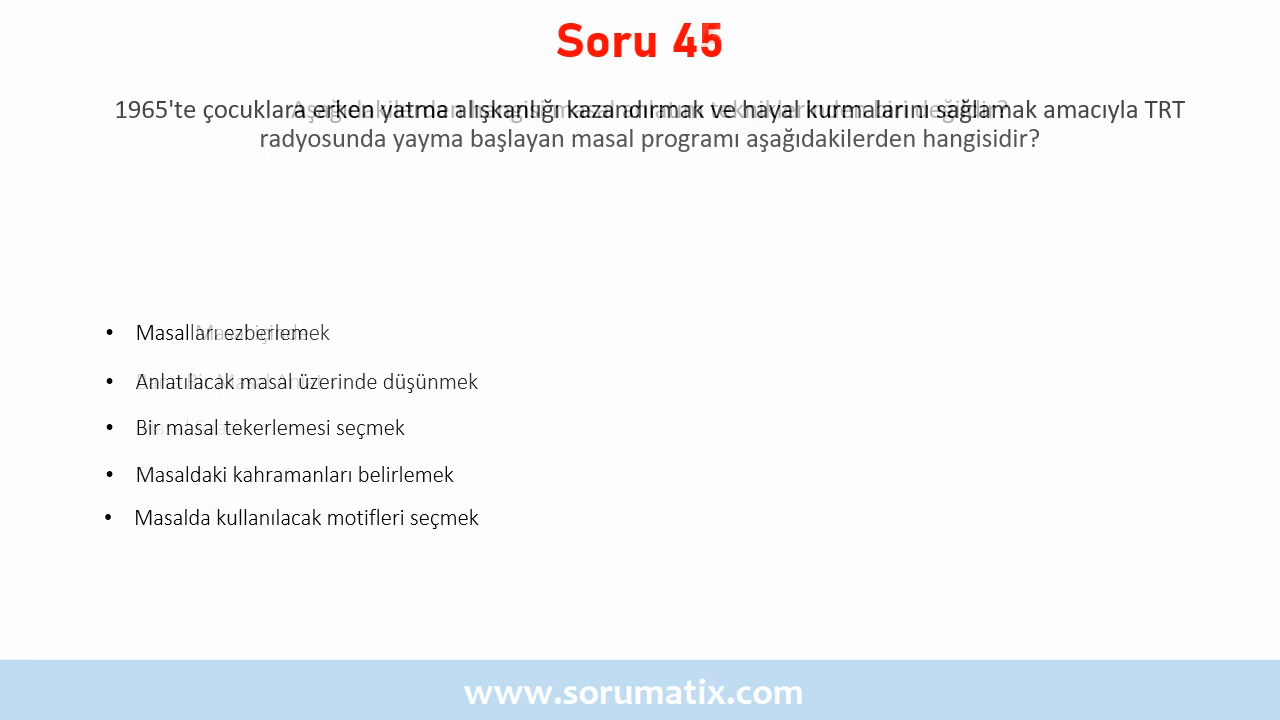 Soru 45
1965'te çocuklara erken yatma alışkanlığı kazandırmak ve hayal kurmalarını sağlamak amacıyla TRT
radyosunda yayma başlayan masal programı aşağıdakilerden hangisidir?
• Masalları ezberlemek
• Anlatılacak masal üzerinde düşünmek
• Bir masal tekerlemesi seçmek
• Masaldaki kahramanları belirlemek
• Masalda kullanılacak motifleri seçmek
www.sorumatix.com